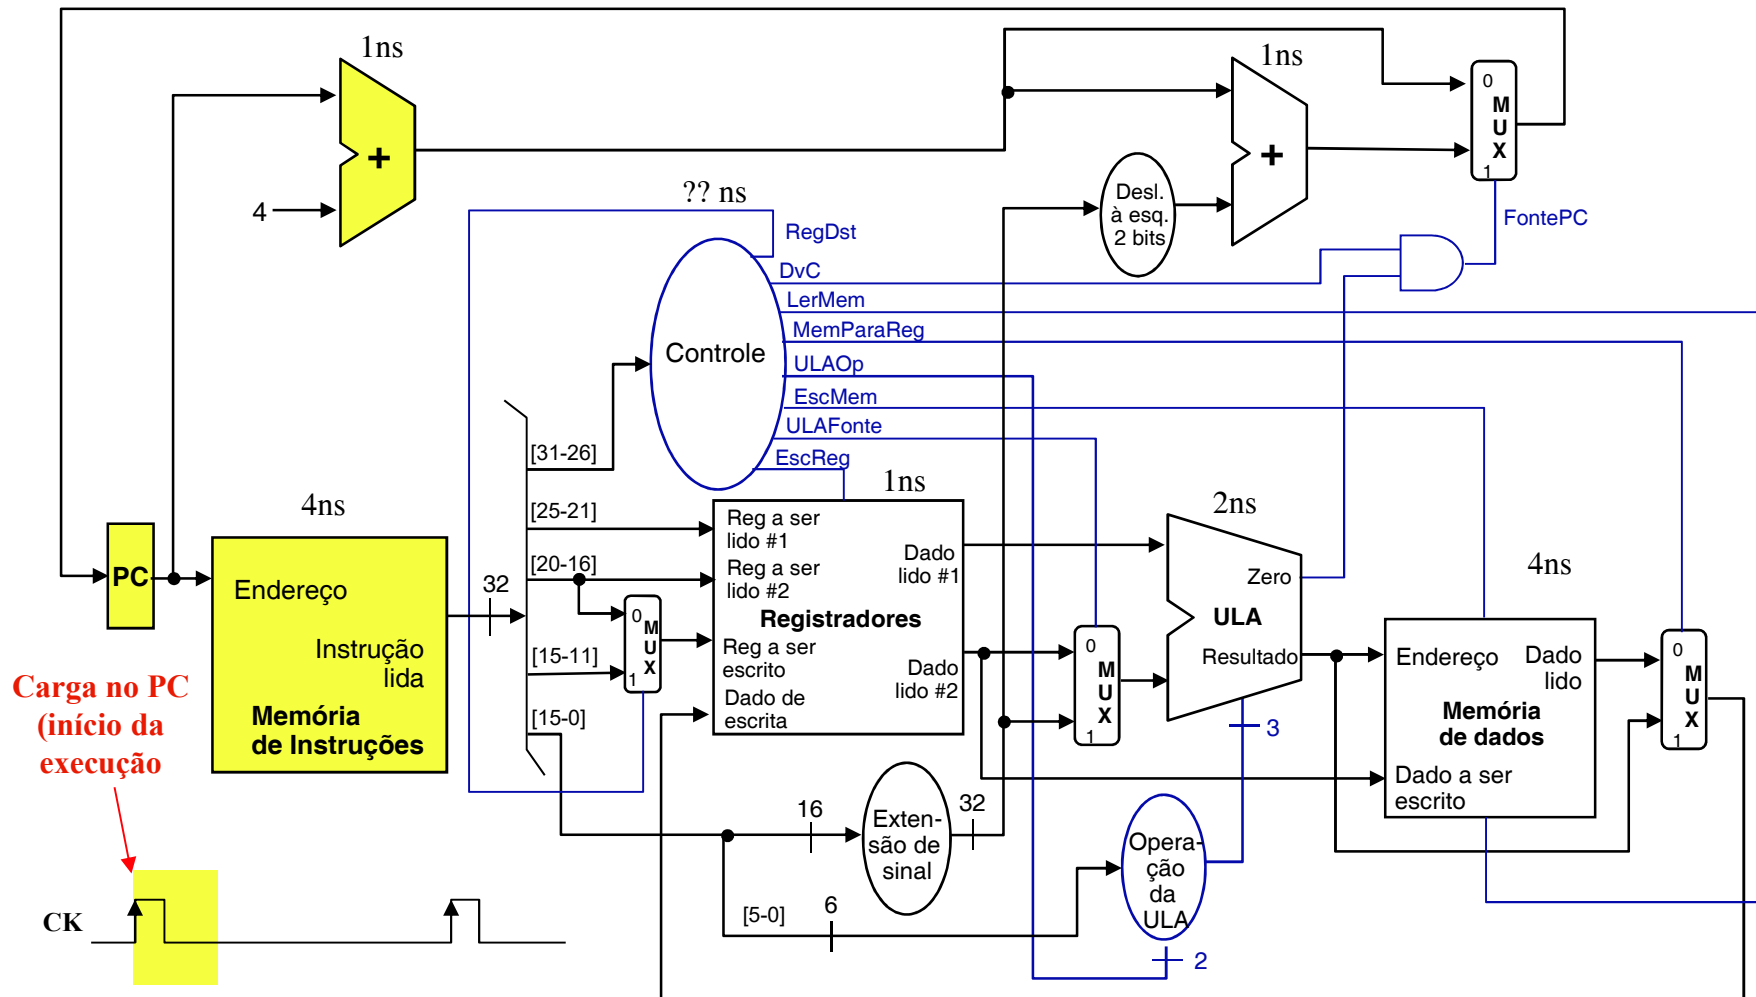 1ns
1ns
0
M
U
X
1
+
+
4
?? ns
Desl.
à esq.
2 bits
FontePC
RegDst
DvC
LerMem
MemParaReg
ULAOp
EscMem
ULAFonte
EscReg
Controle
[31-26]
[25-21]
[20-16]
[15-11]
[15-0]
4ns
1ns
2ns
4ns
PC
Endereço
Instrução
lida
Memória
de Instruções
32
0
M
U
X
1
Reg a ser
lido #1
Reg a ser
lido #2
Registradores
Reg a ser
escrito
Dado de
escrita
Dado
lido #1
Dado
lido #2
0
M
U
X
1
Zero
ULA
Resultado
3
Endereço
Dado
lido
Memória
de dados
Dado a ser
escrito
0
M
U
X
1
Carga no PC
(início da
execução
CK
16
Exten-
são de
sinal
32
[5-0]
6
Opera-
ção
da
ULA
2